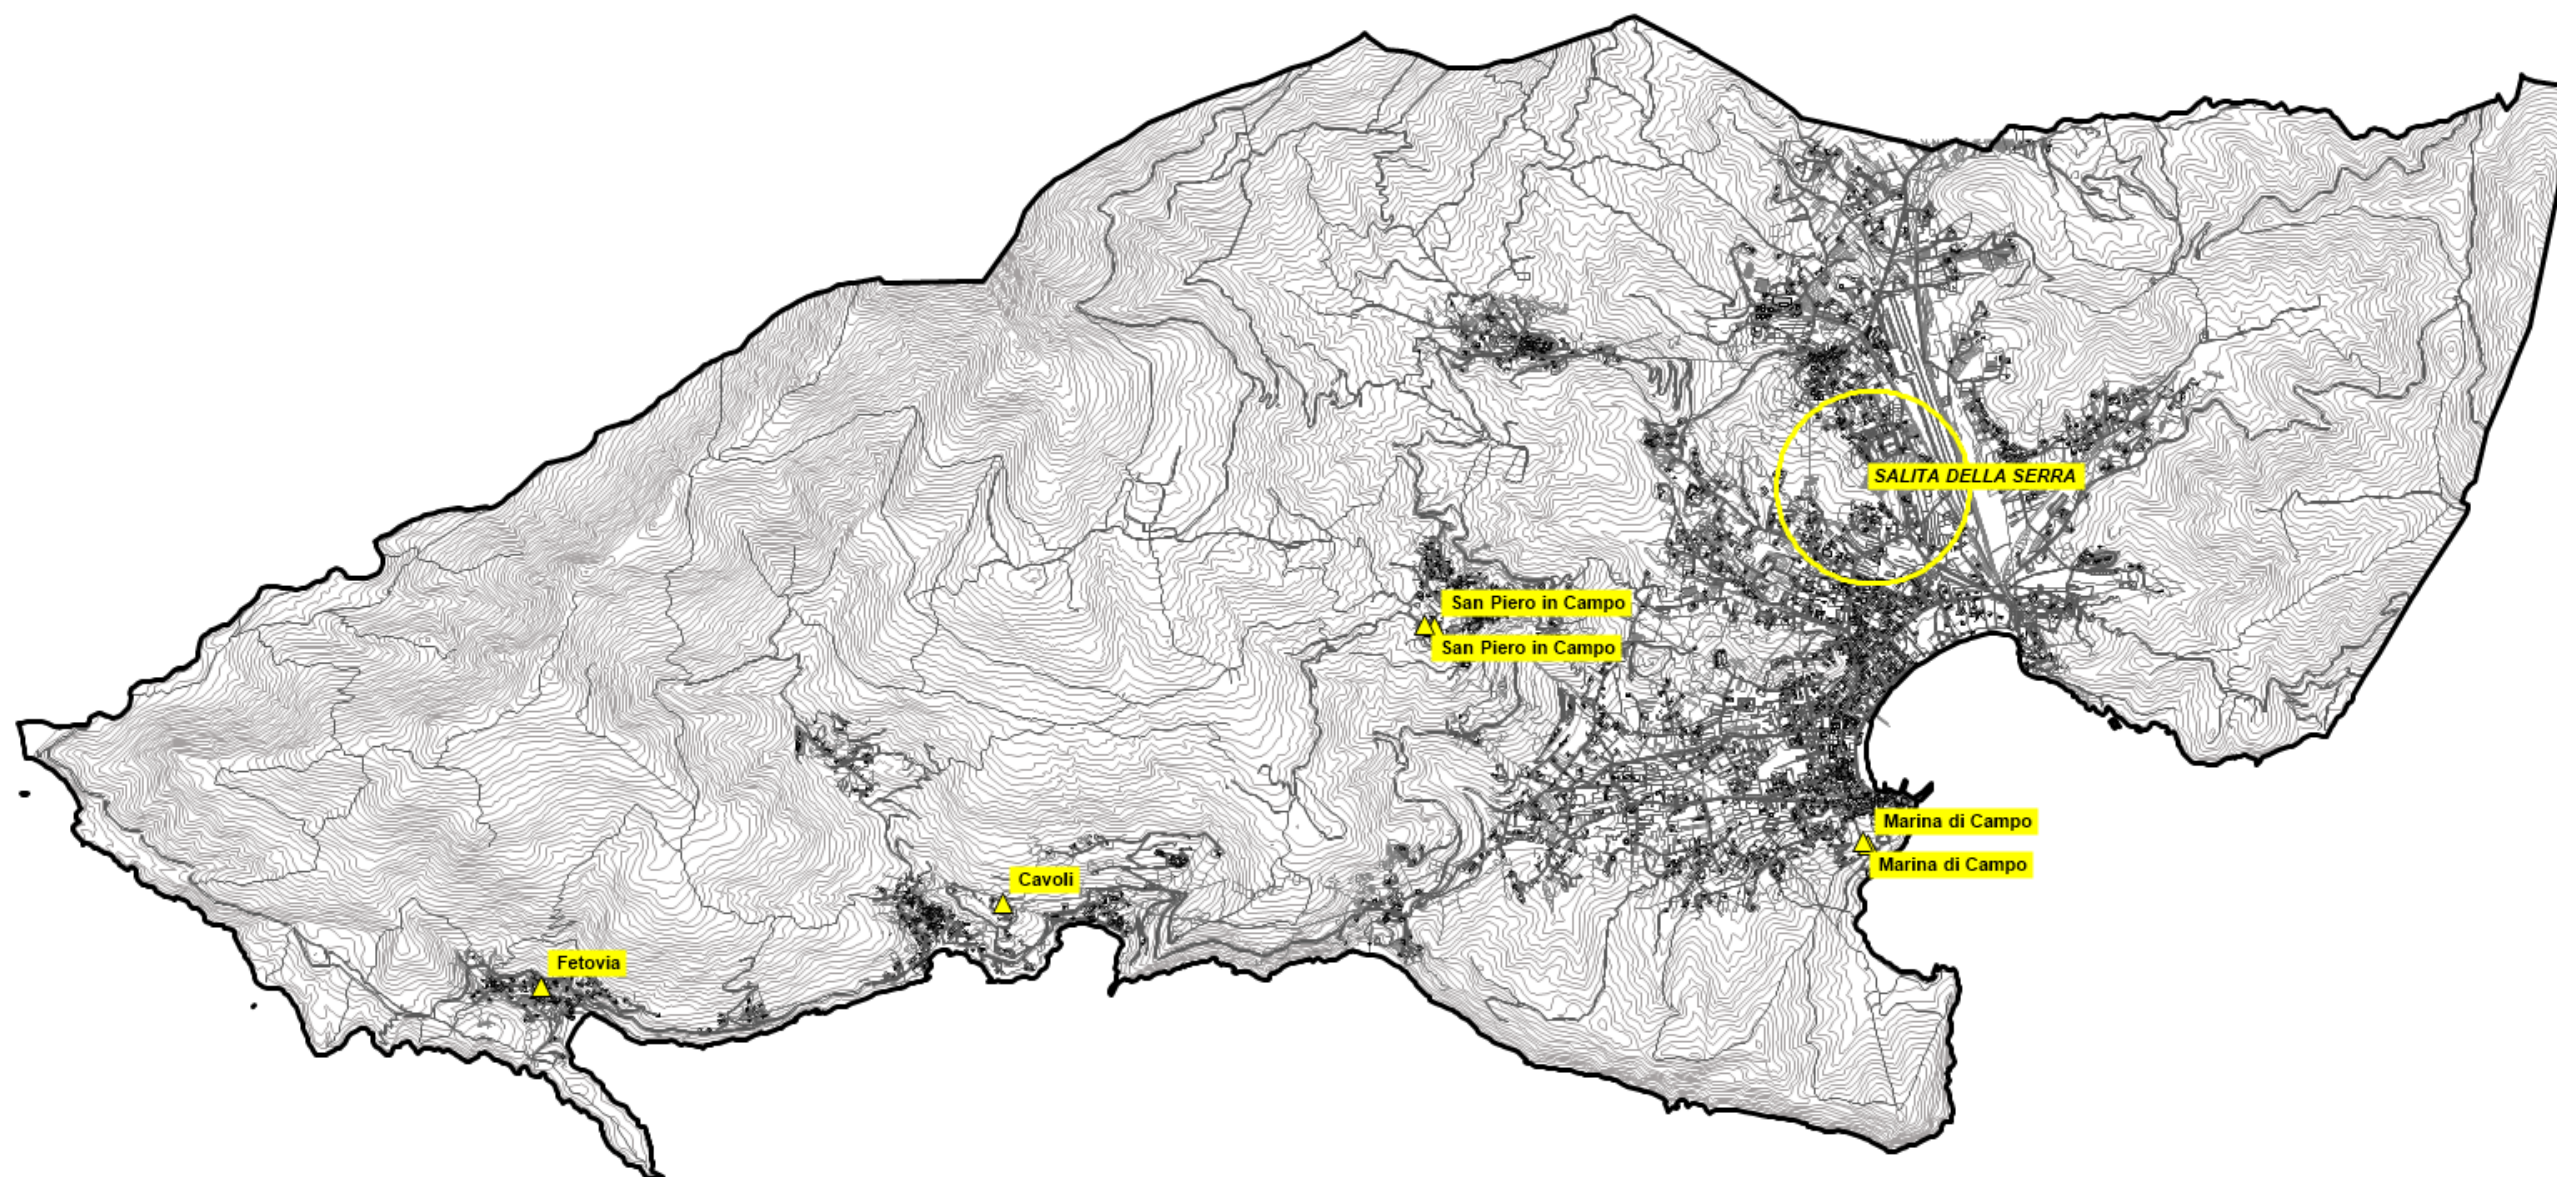 SALITA DELLA SERRA
San Piero in Campo
San Piero in Campo
Marina di Campo
Marina di Campo
Cavoli
Fetovia